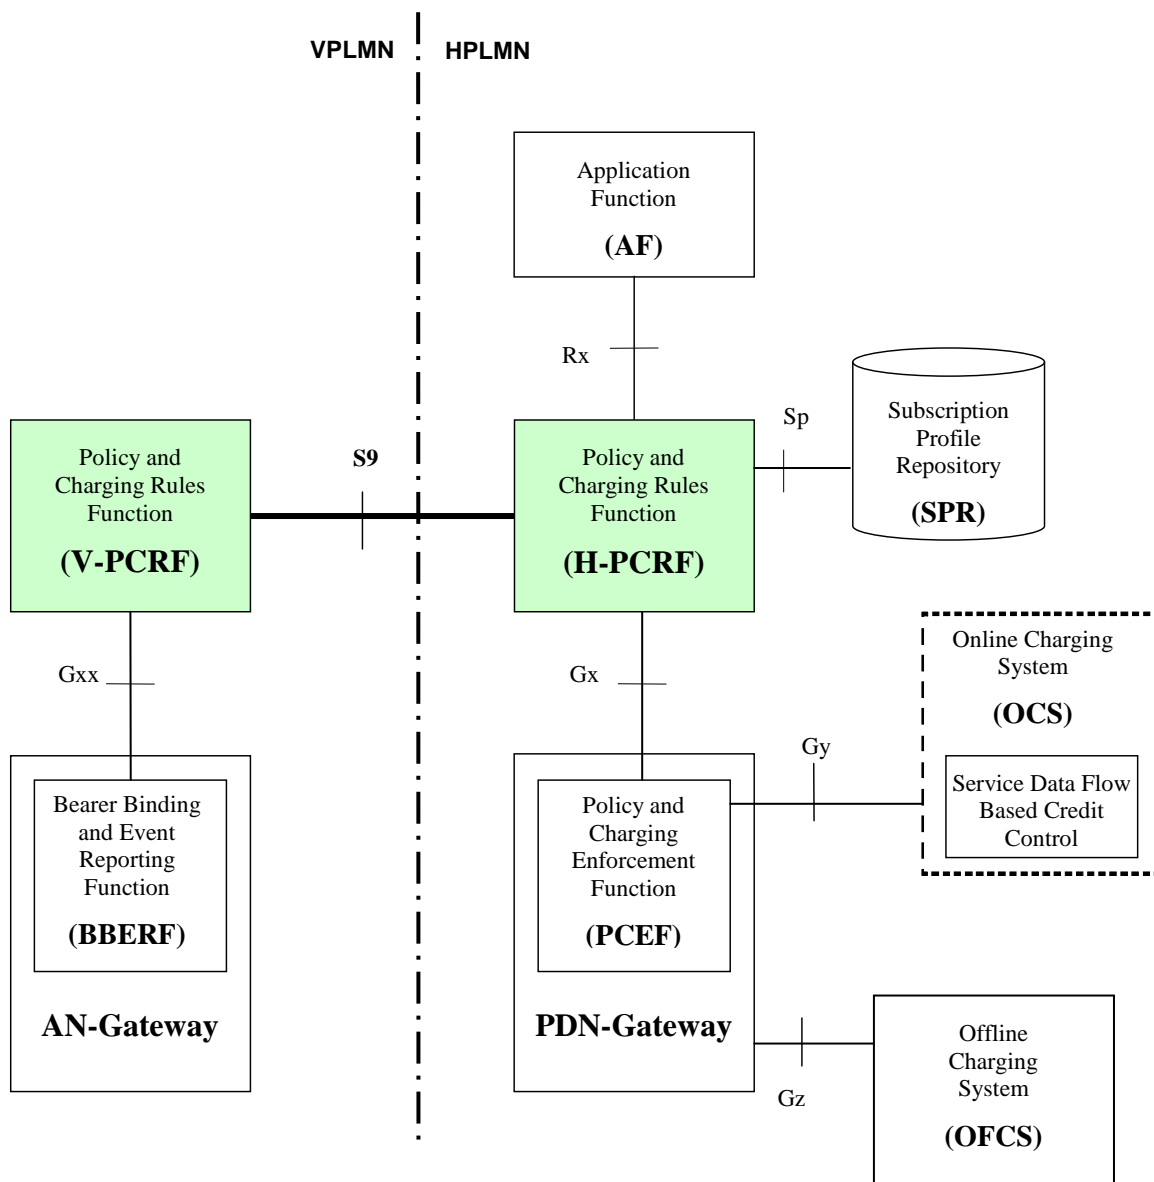 VPLMN
HPLMN
Application
Function
(AF)
Rx
Sp
Subscription
Profile
Repository
(SPR)
Policy and
Charging Rules
Function
(V-PCRF)
S9
Policy and
Charging Rules
Function
(H-PCRF)
Gxx
Gx
Online Charging
System
(OCS)
Gy
Service Data Flow
Based Credit
Control
Bearer Binding
and Event
Reporting
Function
(BBERF)
AN-Gateway
Policy and
Charging
Enforcement
Function
(PCEF)
PDN-Gateway
Gz
Offline
Charging
System
(OFCS)